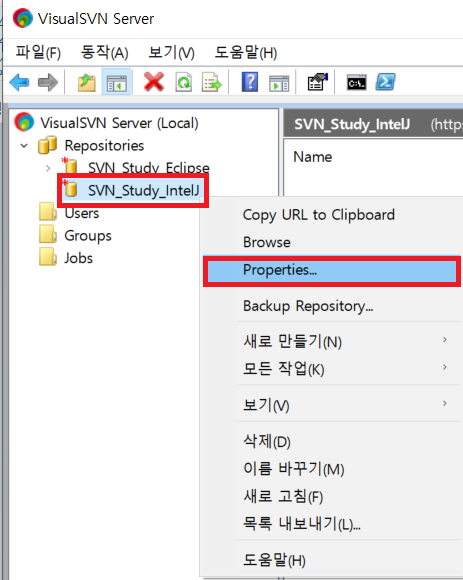 VisualSVN Server
파일(F) 동작(A) 보기(V) 도움말(H)
VisualSVN Server (Local)
Repositories
SVN_Study_Eclipse
SVN_Study_IntelJ
Users
Groups
Jobs
SVN_Study_IntelJ (http
Name
Copy URL to Clipboard
Browse
Properties...
Backup Repository...
새로 만들기(N)
모든 작업(K)
보기(V)
삭제(D)
이름 바꾸기(M)
새로 고침(F)
목록 내보내기(L)...
도움말(H)